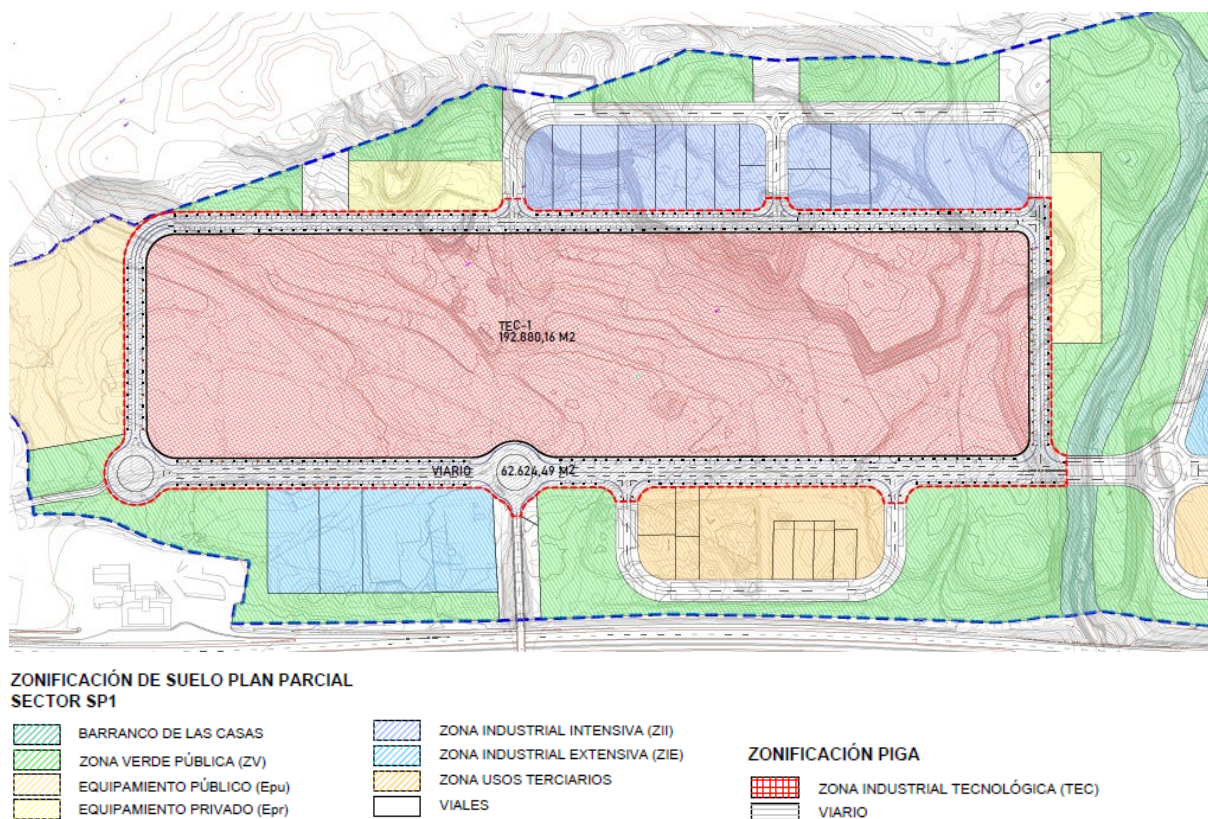 TEC-1
192.880,16 M2
VIARIO 62.624,49 M2
ZONIFICACIÓN DE SUELO PLAN PARCIAL
SECTOR SP1
BARRANCO DE LAS CASAS
ZONA VERDE PÚBLICA (ZV)
EQUIPAMIENTO PÚBLICO (Epu)
EQUIPAMIENTO PRIVADO (Epr)
ZONA INDUSTRIAL INTENSIVA (ZII)
ZONA INDUSTRIAL EXTENSIVA (ZIE)
ZONA USOS TERCIARIOS
VIALES
ZONIFICACIÓN PIGA
ZONA INDUSTRIAL TECNOLÓGICA (TEC)
VIARIO